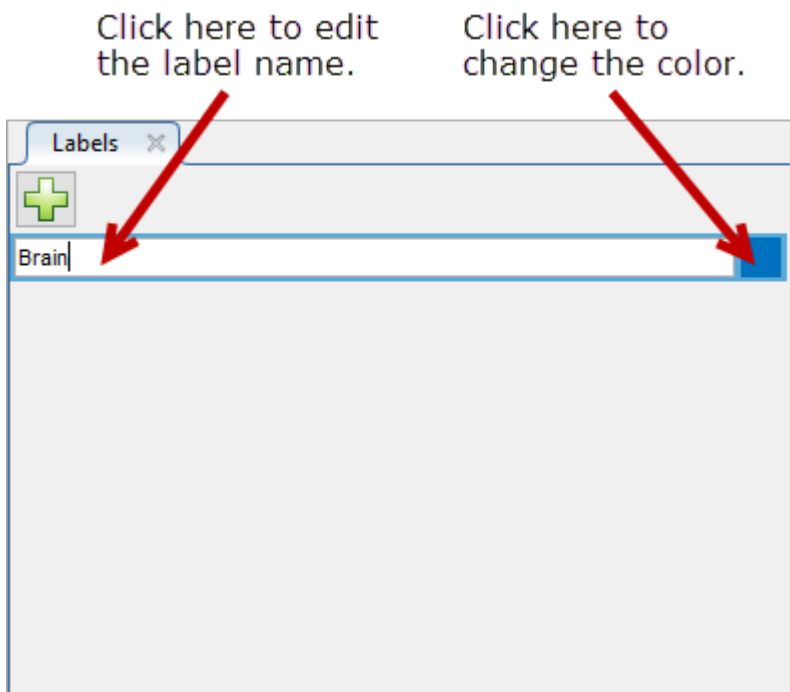 Click here to edit
the label name.
Click here to
change the color.
Labels
Brain